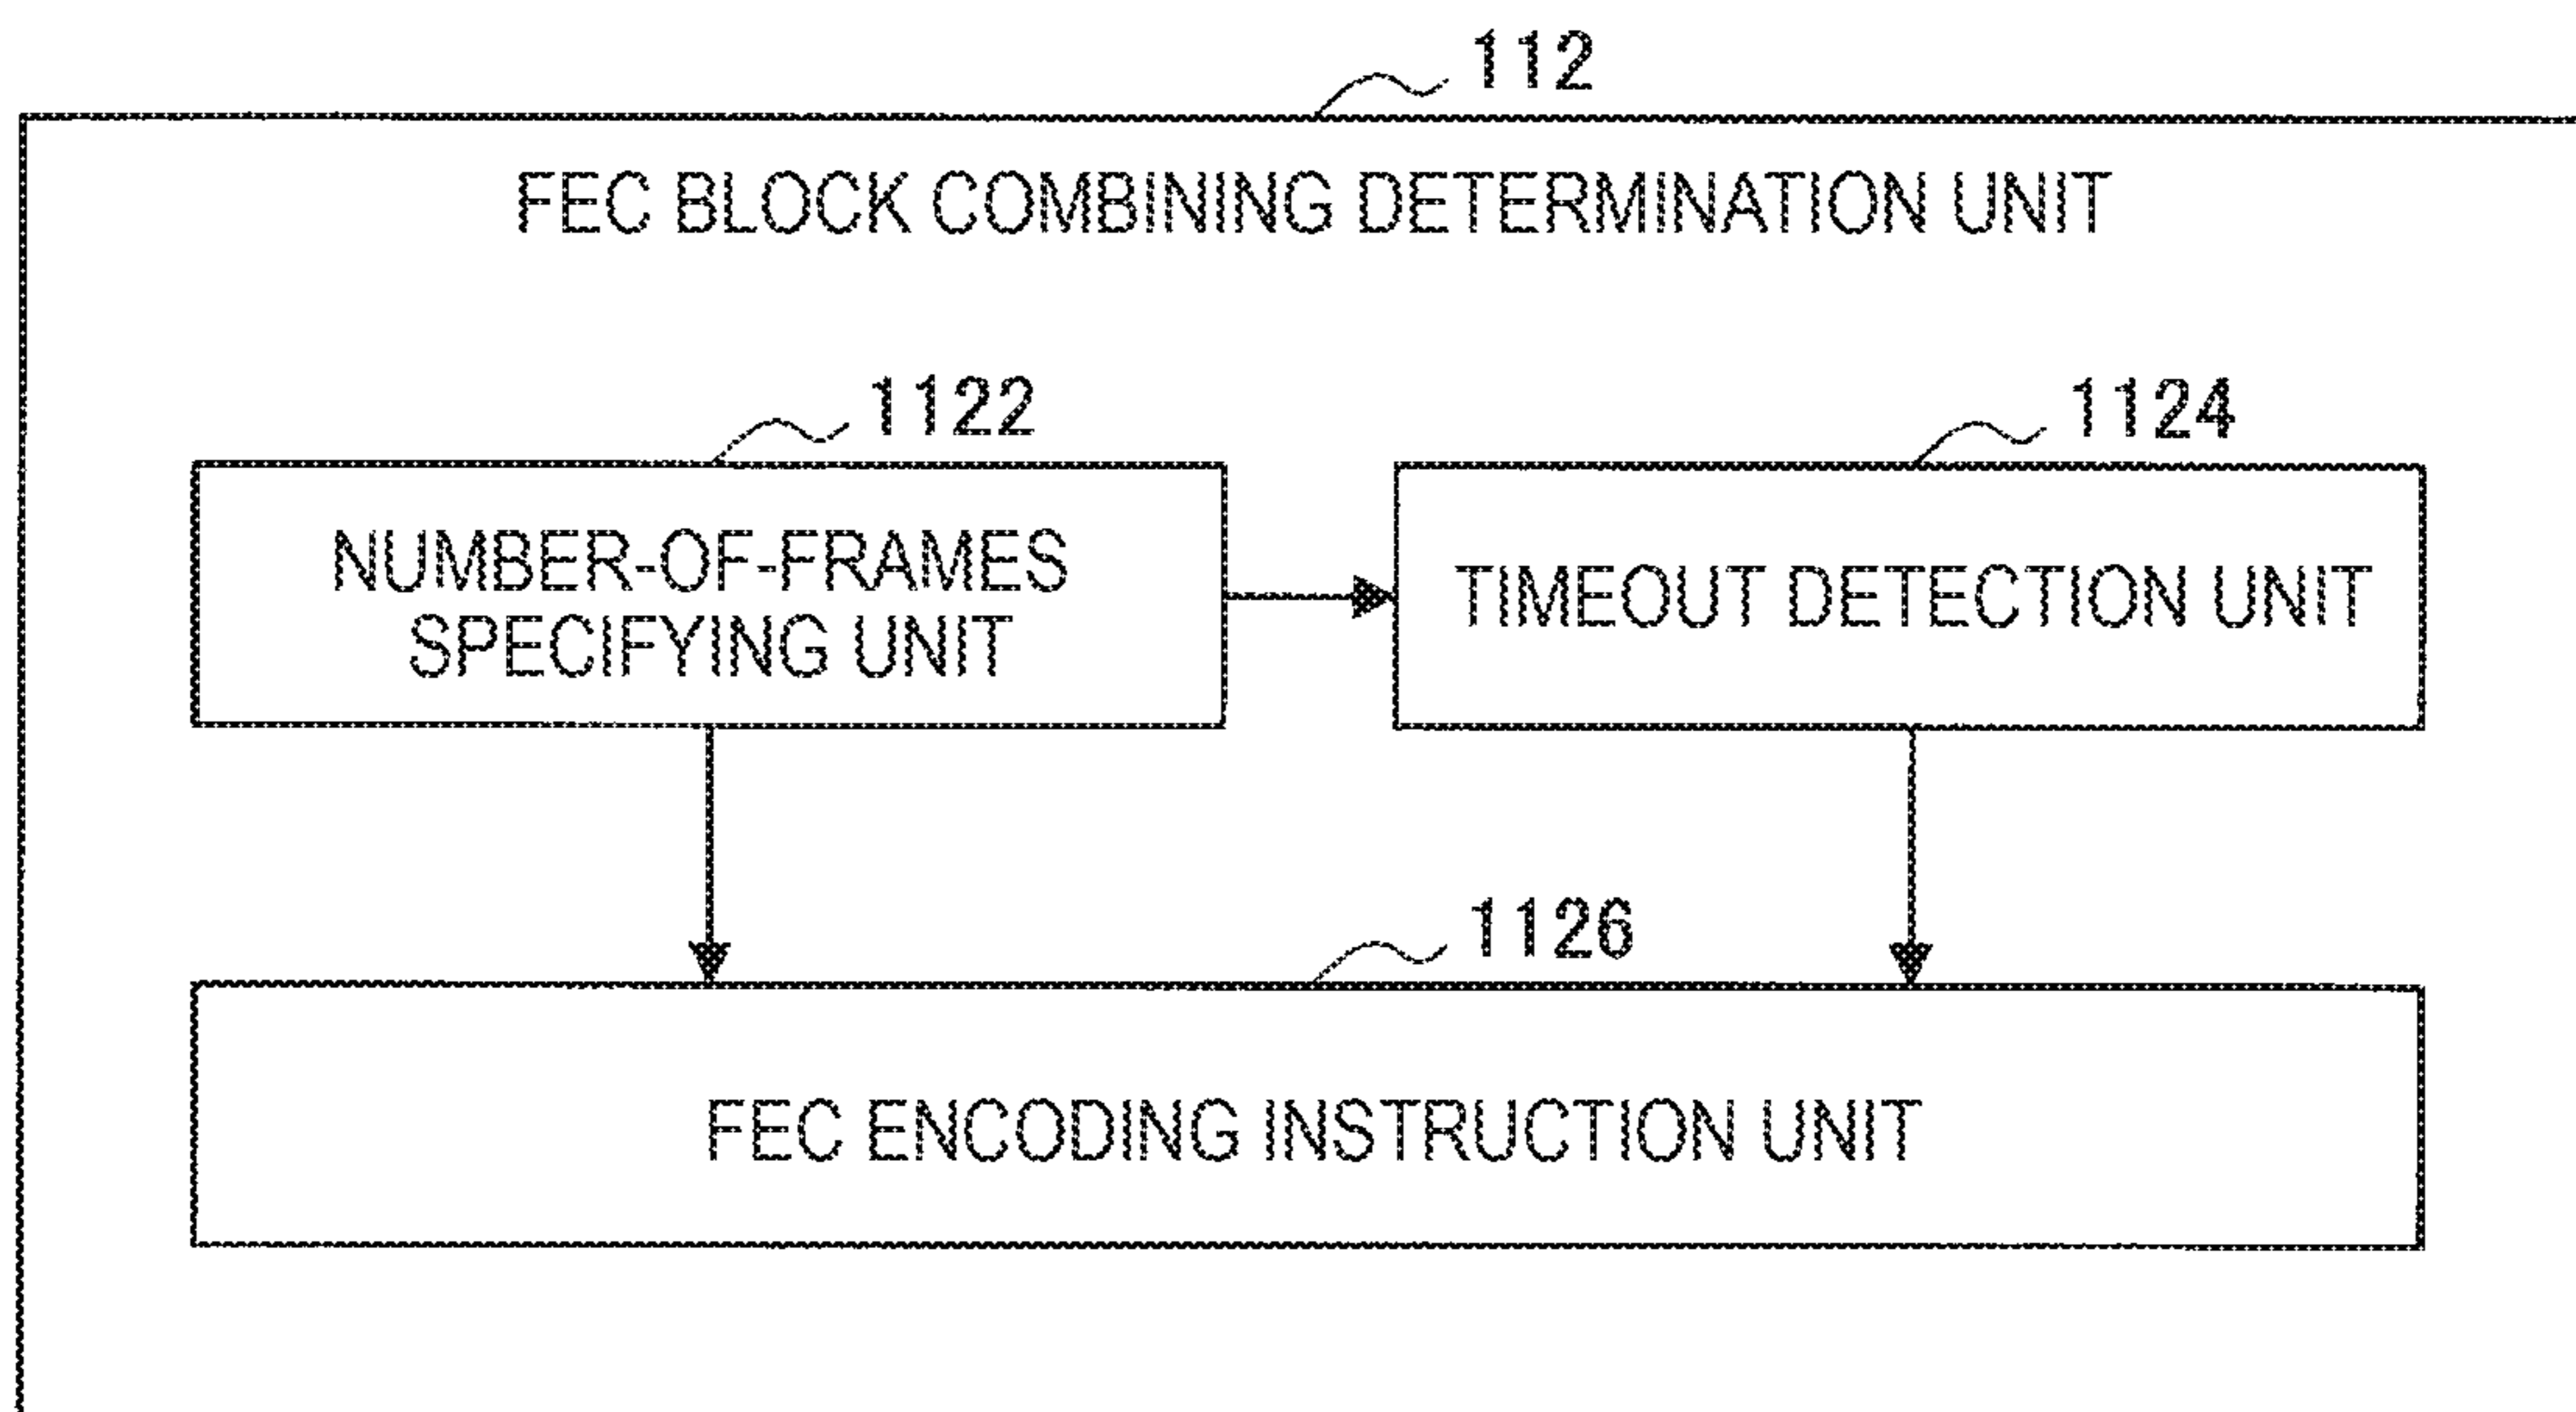 112
FEC BLOCK COMBINING DETERMINATION UNIT
1122
1124
NUMBER-OF-FRAMES
SPECIFYING UNIT
TIMEOUT DETECTION UNIT
1126
FEC ENCODING INSTRUCTION UNIT